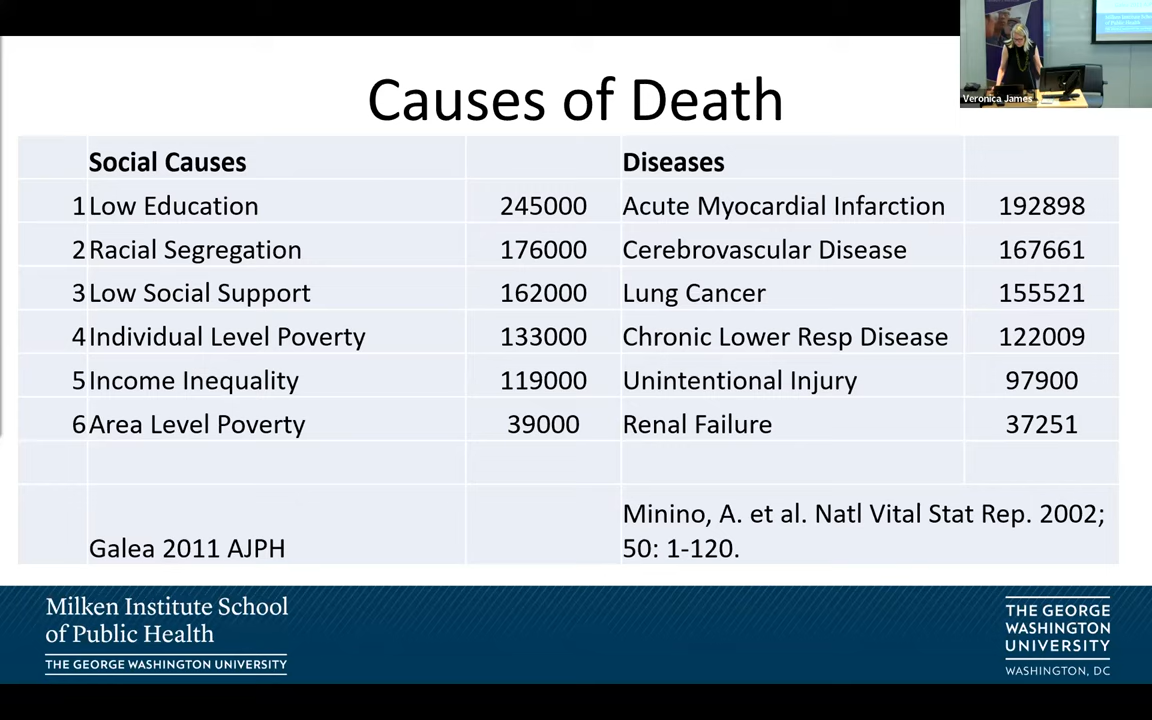 Causes of Death
Veronica James
Social Causes Diseases
1 Low Education 245000 Acute Myocardial Infarction 192898
2 Racial Segregation 176000 Cerebrovascular Disease 167661
3 Low Social Support 162000 Lung Cancer 155521
4 Individual Level Poverty 133000 Chronic Lower Resp Disease 122009
5 Income Inequality 119000 Unintentional Injury 97900
6 Area Level Poverty 39000 Renal Failure 37251
Galea 2011 AJPH
Minino, A. et al. Natl Vital Stat Rep. 2002;
50: 1-120.
Milken Institute School
of Public Health
THE GEORGE WASHINGTON UNIVERSITY
THE GEORGE
WASHINGTON
UNIVERSITY
WASHINGTON, DC